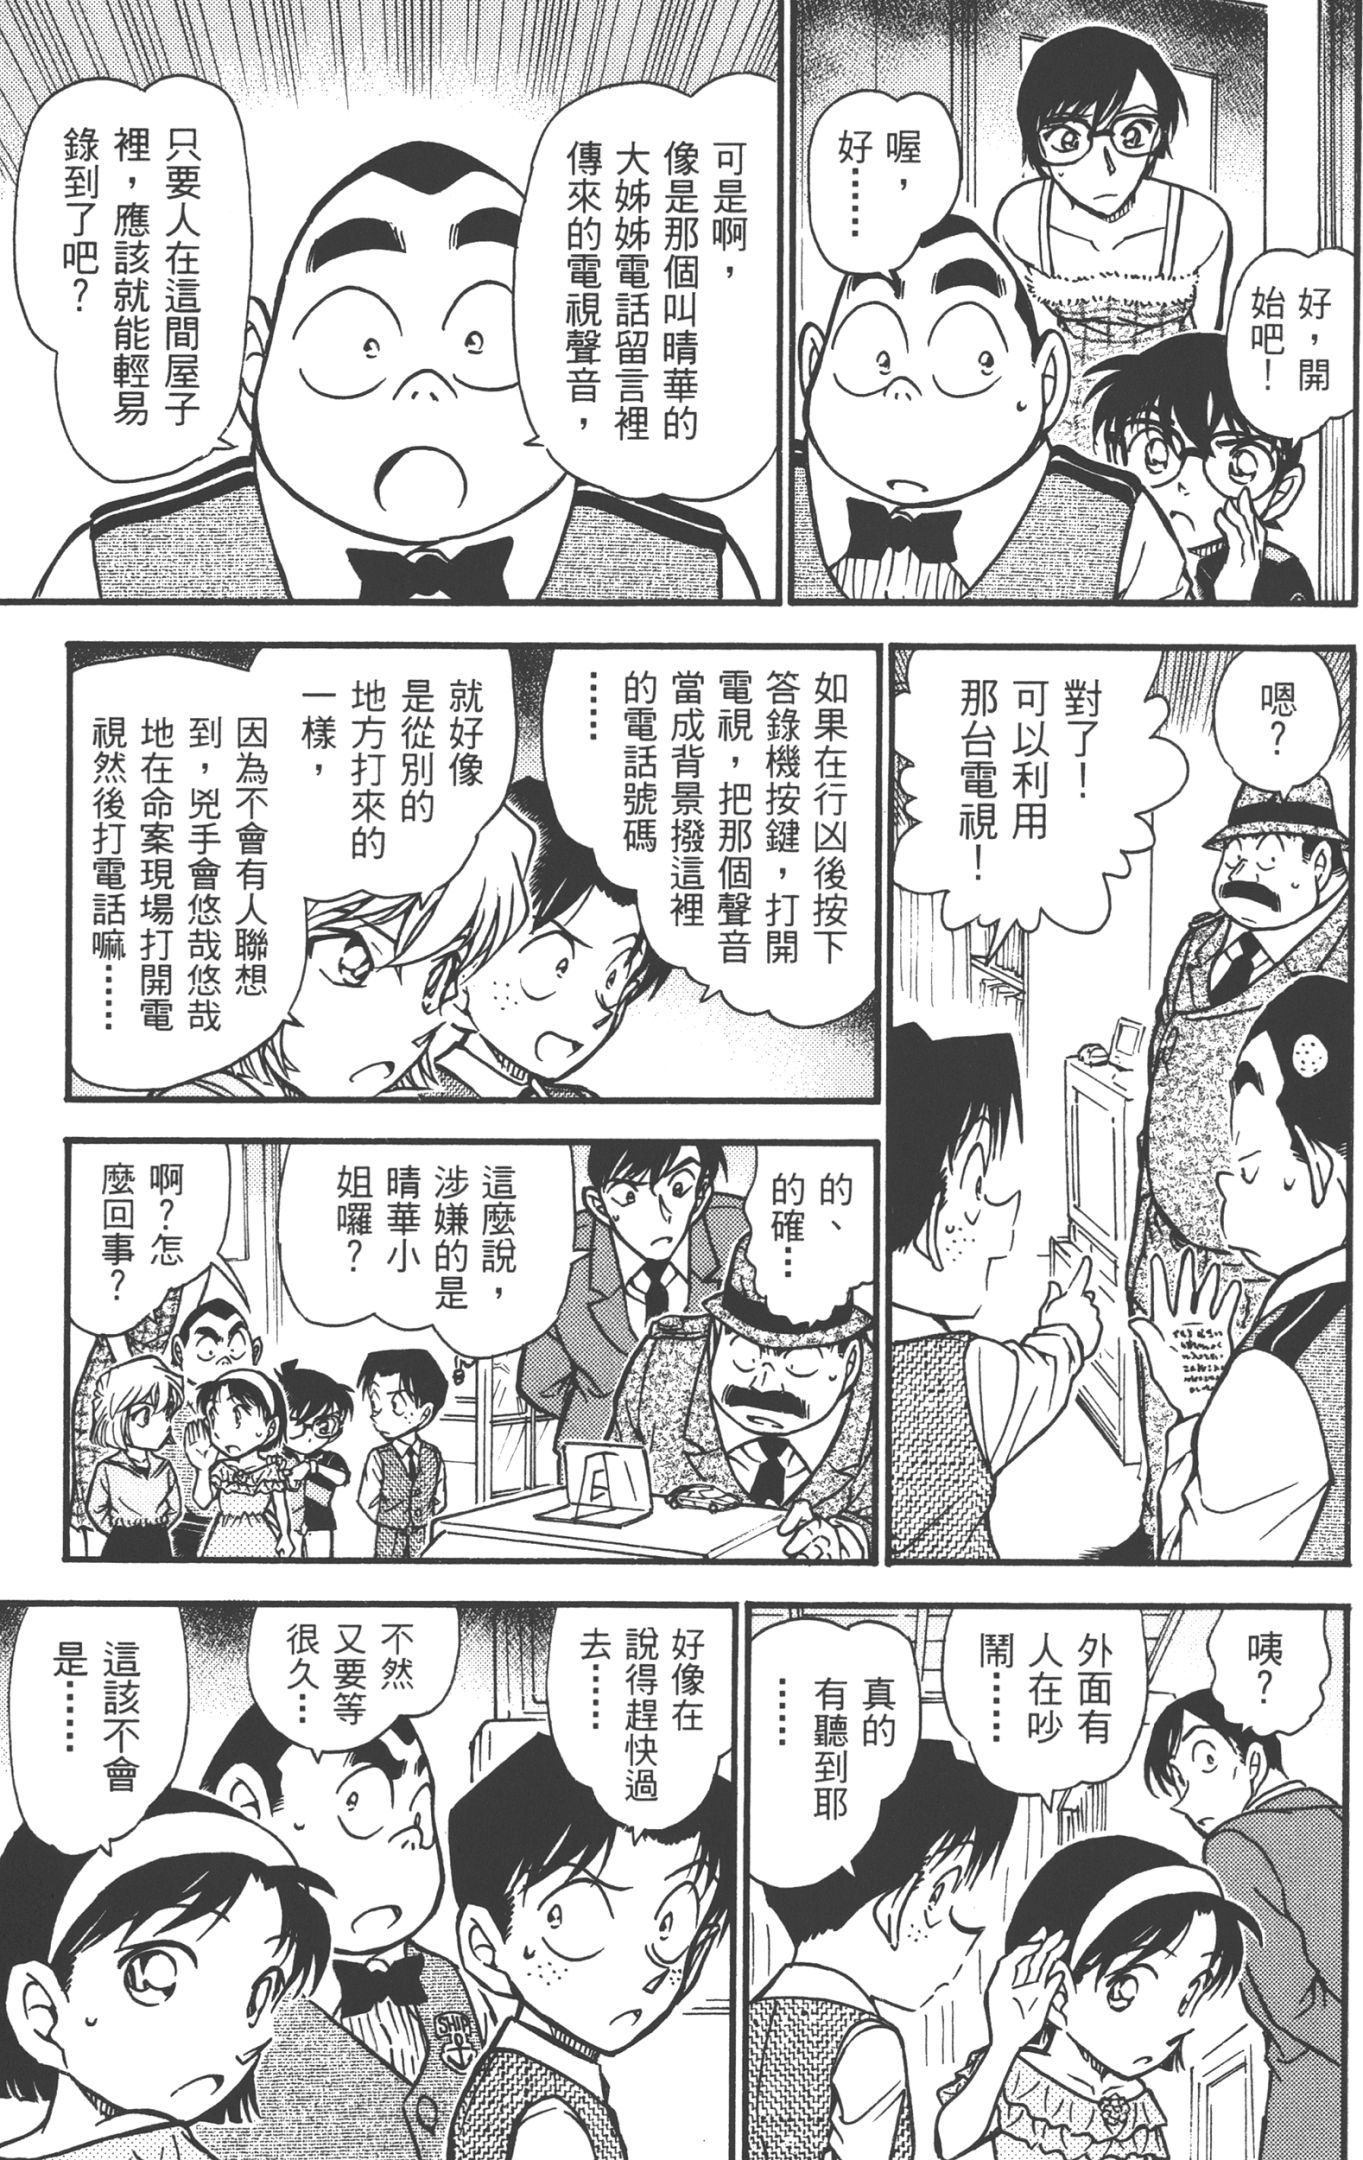 好，開
始吧！
喔，
好⋯⋯
可是啊，
像是那個叫晴華的
大姊姊電話留言裡
傳來的電視聲音，
只要人在這間屋子
裡，應該就能輕易
錄到了吧？
嗯？
對了！
可以利用
那台電視！
如果在行凶後按下
答錄機按鍵，打開
電視，把那個聲音
當成背景撥這裡
的電話號碼
⋯⋯
就好像
是從別的
地方打來的
一樣，
因為不會有人聯想
到，兇手會悠哉悠哉
地在命案現場打開電
視然後打電話嘛⋯⋯
的、
的確⋯
這麼說，
涉嫌的是
晴華小
姐囉？
啊？怎
麼回事？
咦？
外面有
人在吵
鬧⋯⋯
真的
有聽到耶
⋯⋯
好像在
說得趕快過
去⋯⋯
不然
又要等
很久⋯
SHIP
這該不會
是⋯⋯